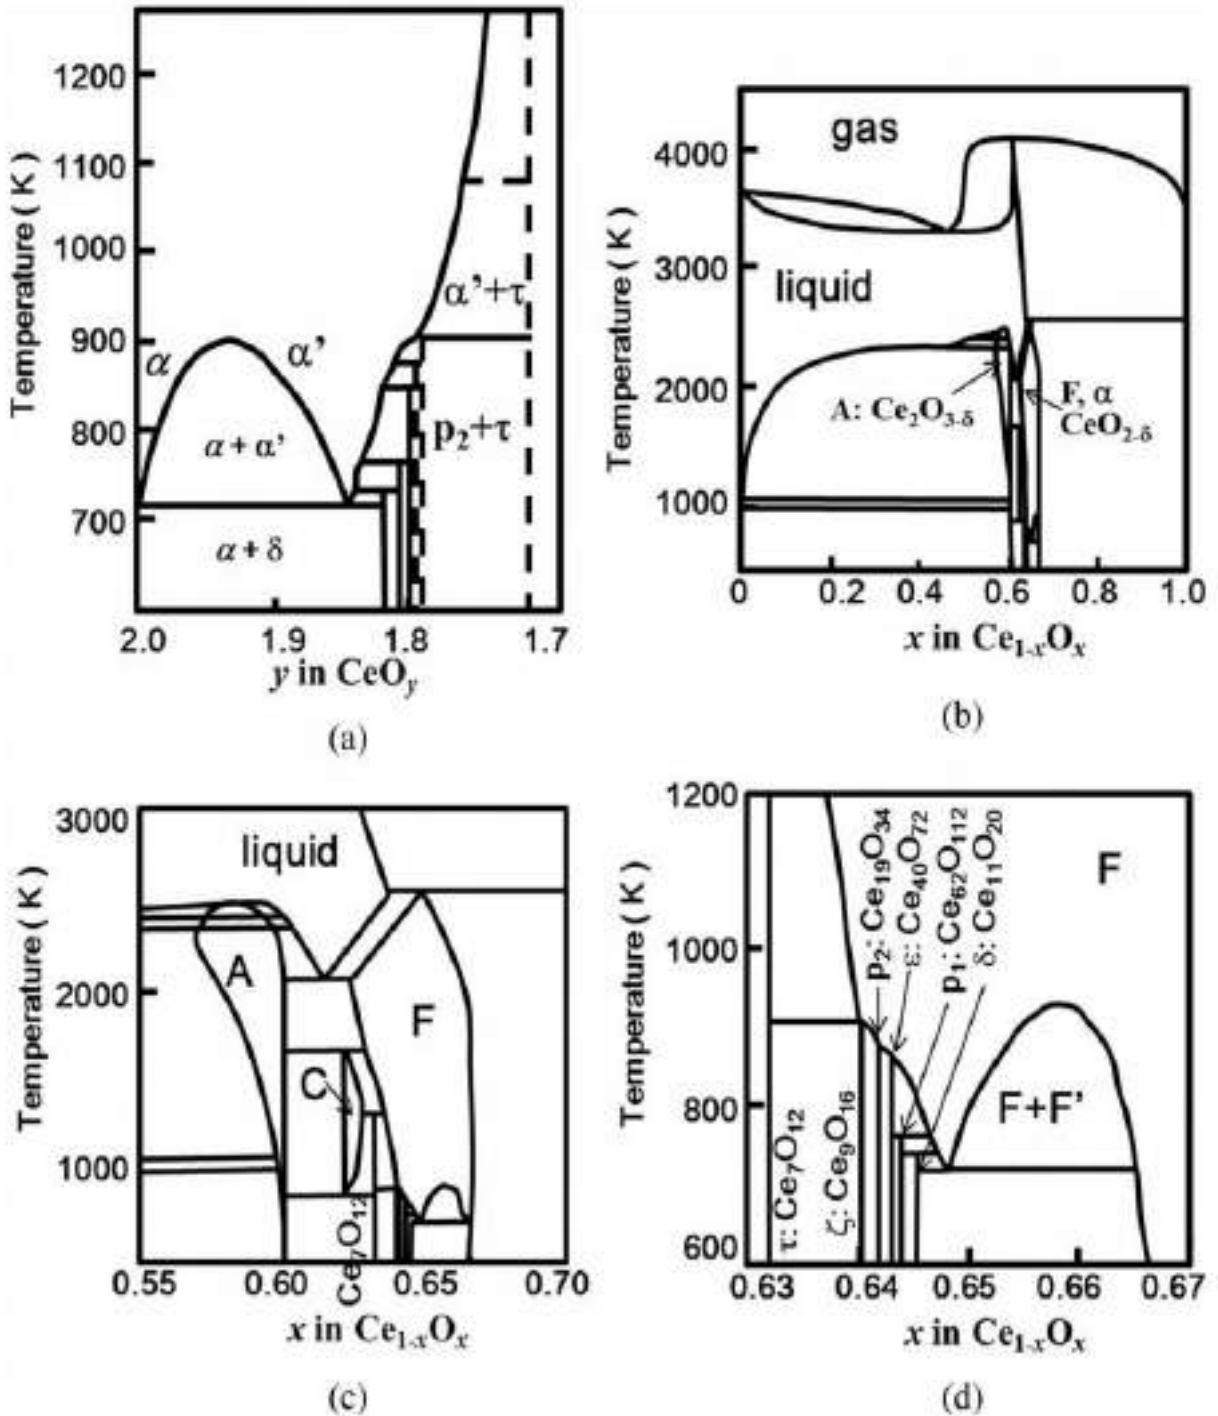 1200
1100
1000
900
800
700
Temperature ( K )
α
α'
α + α'
α + δ
α'+τ
p₂+τ
2.0 1.9 1.8 1.7
y in CeOᵧ
(a)
4000
3000
2000
1000
Temperature ( K )
gas
liquid
A: Ce₂O₃₋δ
F, α
CeO₂₋δ
0 0.2 0.4 0.6 0.8 1.0
x in Ce₁₋ₓOₓ
(b)
3000
2000
1000
Temperature ( K )
liquid
A
F
C
Ce₇O₁₂
0.55 0.60 0.65 0.70
x in Ce₁₋ₓOₓ
(c)
1200
1000
800
600
Temperature ( K )
τ: Ce₇O₁₂
ζ: Ce₉O₁₆
p₂: Ce₁₉O₃₄
ε: Ce₄₀O₇₂
p₁: Ce₆₂O₁₁₂
δ: Ce₁₁O₂₀
F
F+F'
0.63 0.64 0.65 0.66 0.67
x in Ce₁₋ₓOₓ
(d)